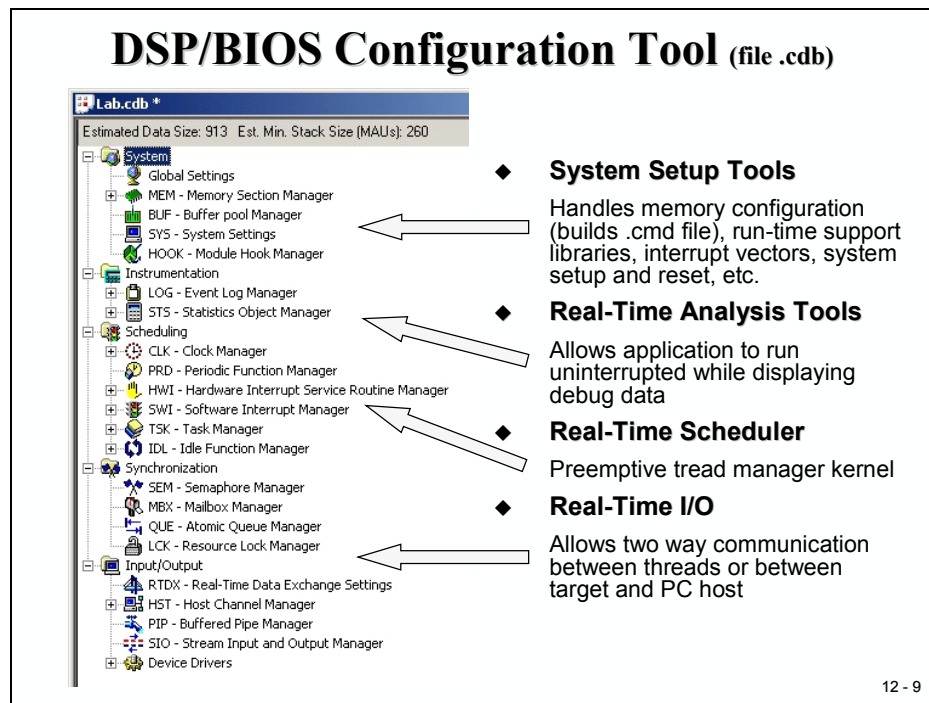 DSP/BIOS Configuration Tool (file .cdb)
Lab.cdb *
Estimated Data Size: 913 Est. Min. Stack Size (MAUs): 260
System
Global Settings
MEM - Memory Section Manager
BUF - Buffer pool Manager
SYS - System Settings
HOOK - Module Hook Manager
Instrumentation
LOG - Event Log Manager
STS - Statistics Object Manager
Scheduling
CLK - Clock Manager
PRD - Periodic Function Manager
HWI - Hardware Interrupt Service Routine Manager
SWI - Software Interrupt Manager
TSK - Task Manager
IDL - Idle Function Manager
Synchronization
SEM - Semaphore Manager
MBX - Mailbox Manager
QUE - Atomic Queue Manager
LCK - Resource Lock Manager
Input/Output
RTDX - Real-Time Data Exchange Settings
HST - Host Channel Manager
PIP - Buffered Pipe Manager
SIO - Stream Input and Output Manager
Device Drivers
◆ System Setup Tools
Handles memory configuration
(builds .cmd file), run-time support
libraries, interrupt vectors, system
setup and reset, etc.
◆ Real-Time Analysis Tools
Allows application to run
uninterrupted while displaying
debug data
◆ Real-Time Scheduler
Preemptive tread manager kernel
◆ Real-Time I/O
Allows two way communication
between threads or between
target and PC host
12 - 9